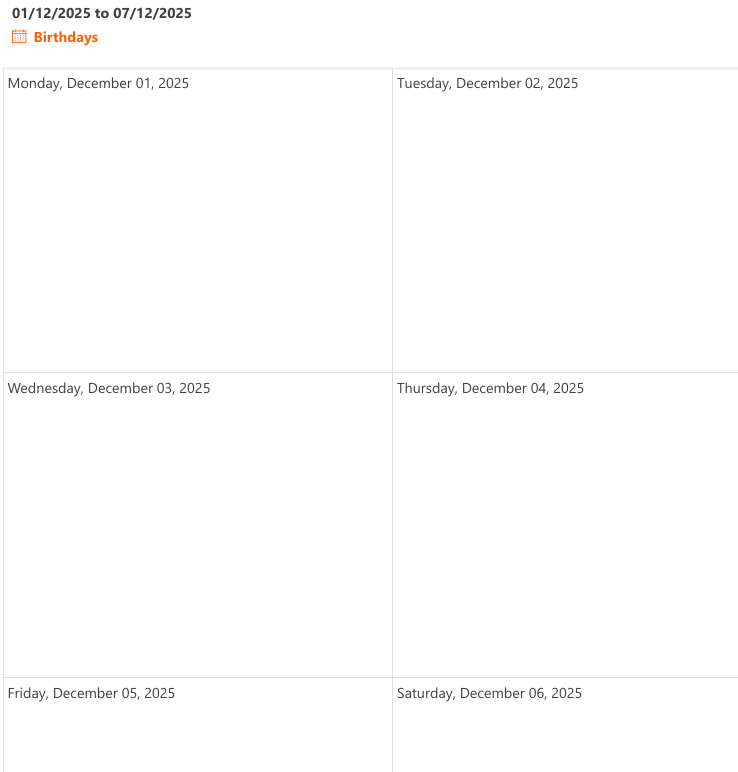 01/12/2025 to 07/12/2025
Birthdays
Monday, December 01, 2025
Tuesday, December 02, 2025
Wednesday, December 03, 2025
Thursday, December 04, 2025
Friday, December 05, 2025
Saturday, December 06, 2025